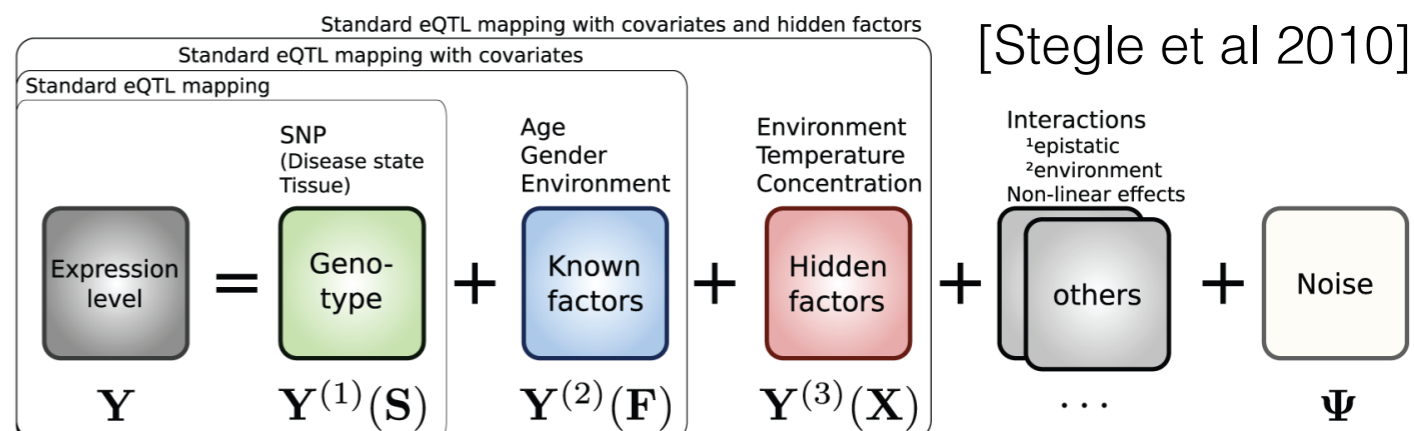 Standard eQTL mapping with covariates and hidden factors
[Stegle et al 2010]
Standard eQTL mapping with covariates
Standard eQTL mapping
SNP
(Disease state
Tissue)
Age
Gender
Environment
Environment
Temperature
Concentration
Interactions
¹epistatic
²environment
Non-linear effects
Expression
level
=
Geno-
type
+
Known
factors
+
Hidden
factors
+
others
+
Noise
Y
Y⁽¹⁾(S)
Y⁽²⁾(F)
Y⁽³⁾(X)
. . .
Ψ